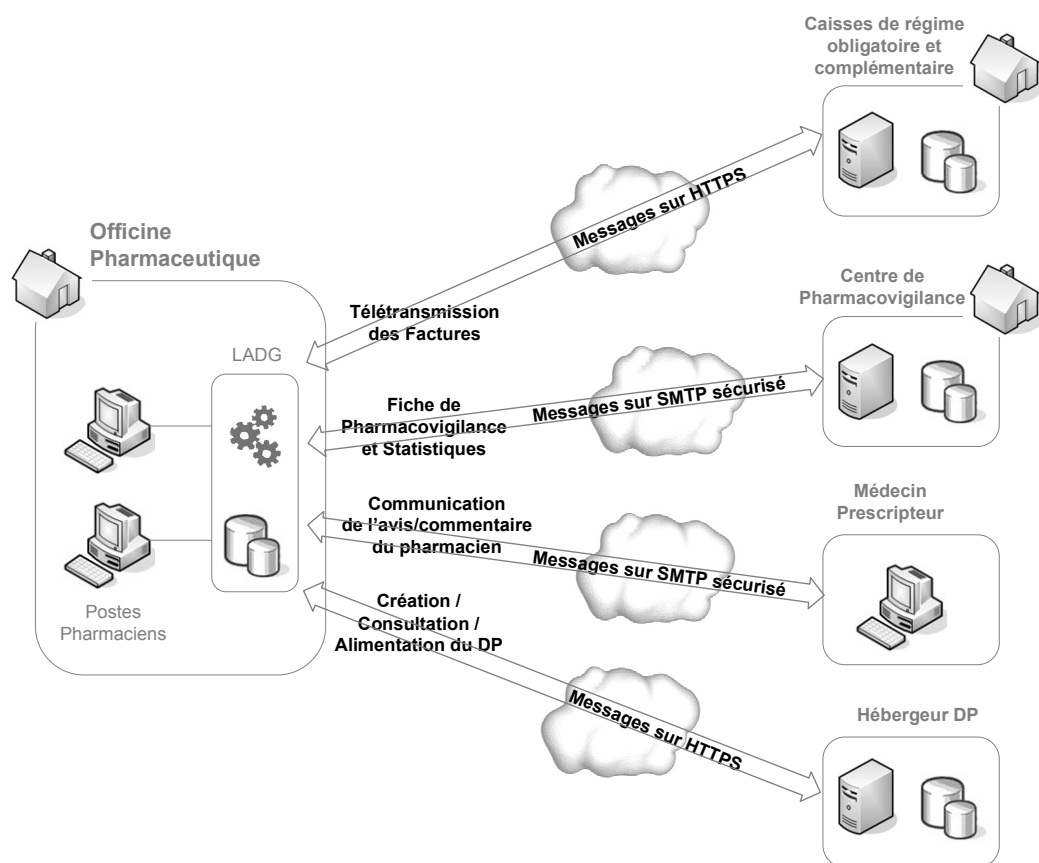 Caisses de régime
obligatoire et
complémentaire
Messages sur HTTPS
Officine
Pharmaceutique
Télétransmission
des Factures
Centre de
Pharmacovigilance
LADG
Fiche de
Pharmacovigilance
et Statistiques
Messages sur SMTP sécurisé
Communication
de l'avis/commentaire
du pharmacien
Messages sur SMTP sécurisé
Médecin
Prescripteur
Postes
Pharmaciens
Création /
Consultation /
Alimentation du DP
Messages sur HTTPS
Hébergeur DP